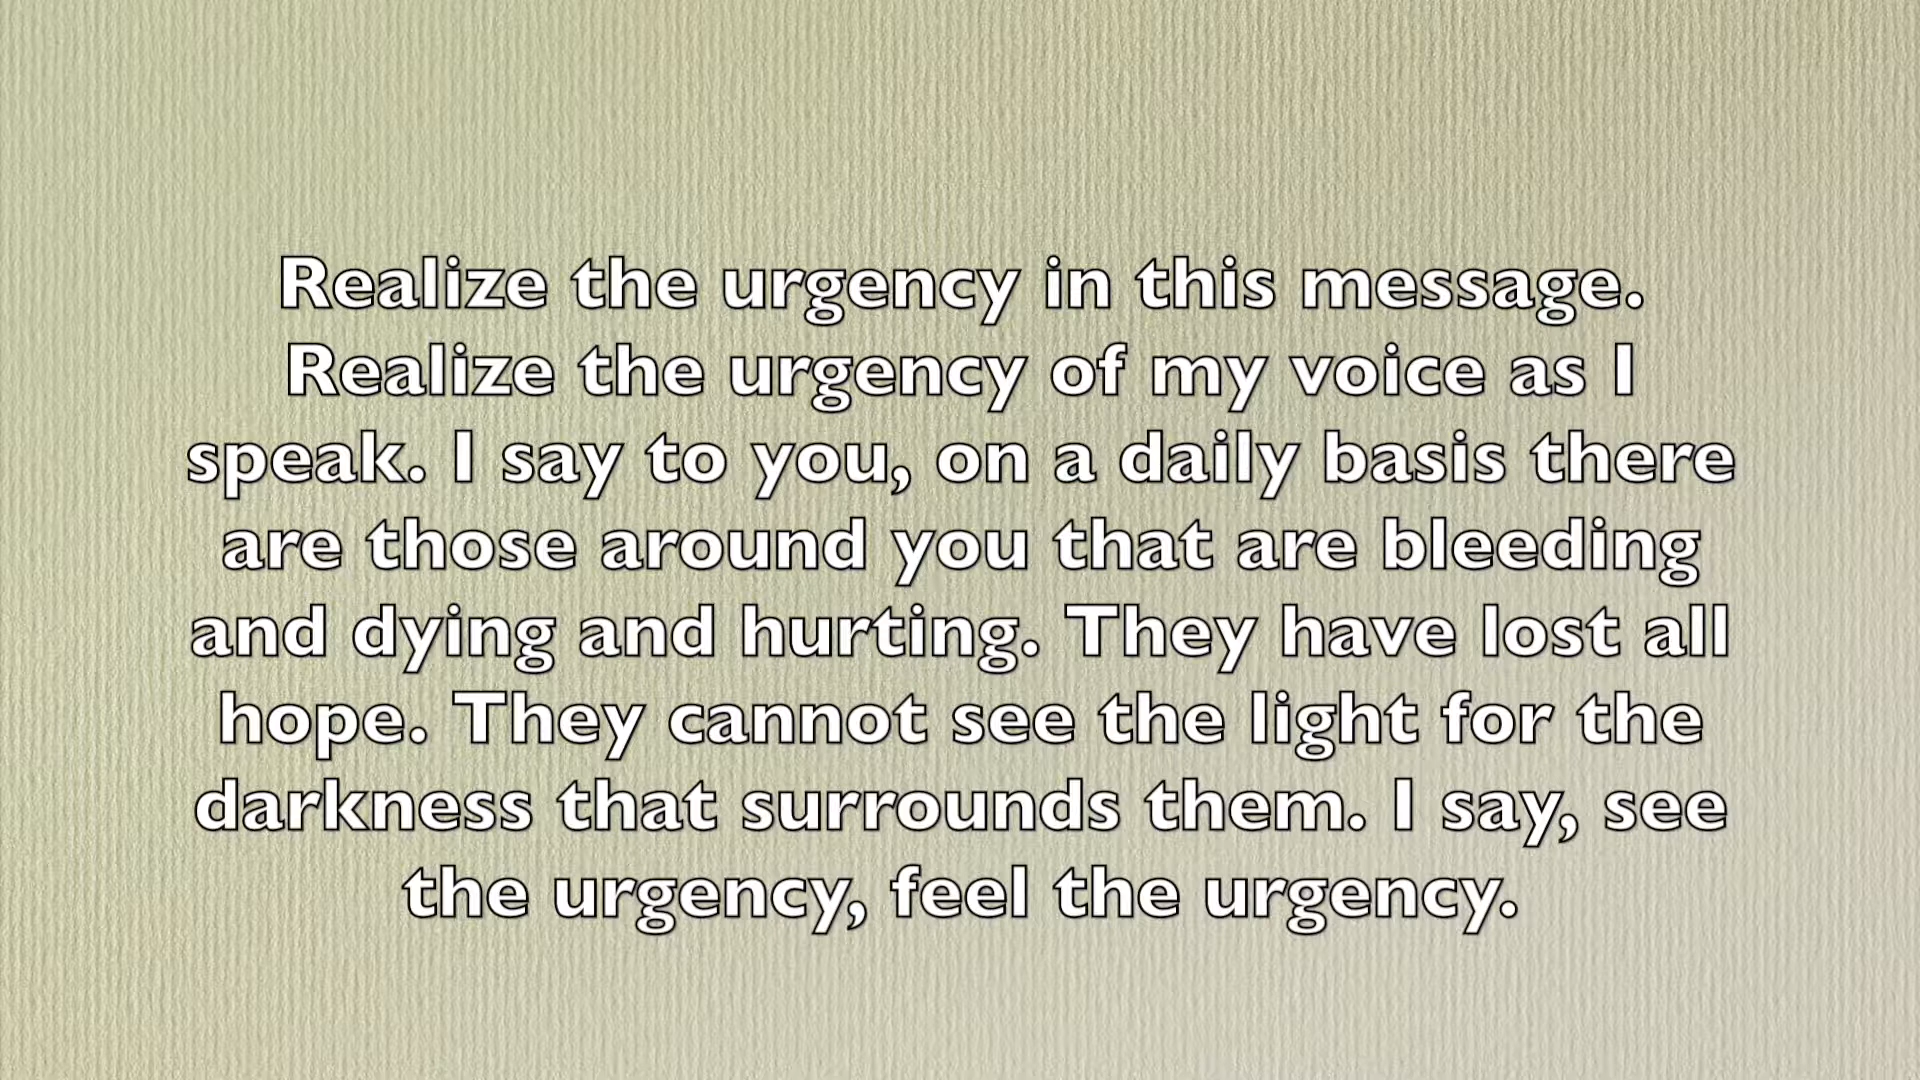 Realize the urgency in this message.
Realize the urgency of my voice as I
speak. I say to you, on a daily basis there
are those around you that are bleeding
and dying and hurting. They have lost all
hope. They cannot see the light for the
darkness that surrounds them. I say, see
the urgency, feel the urgency.